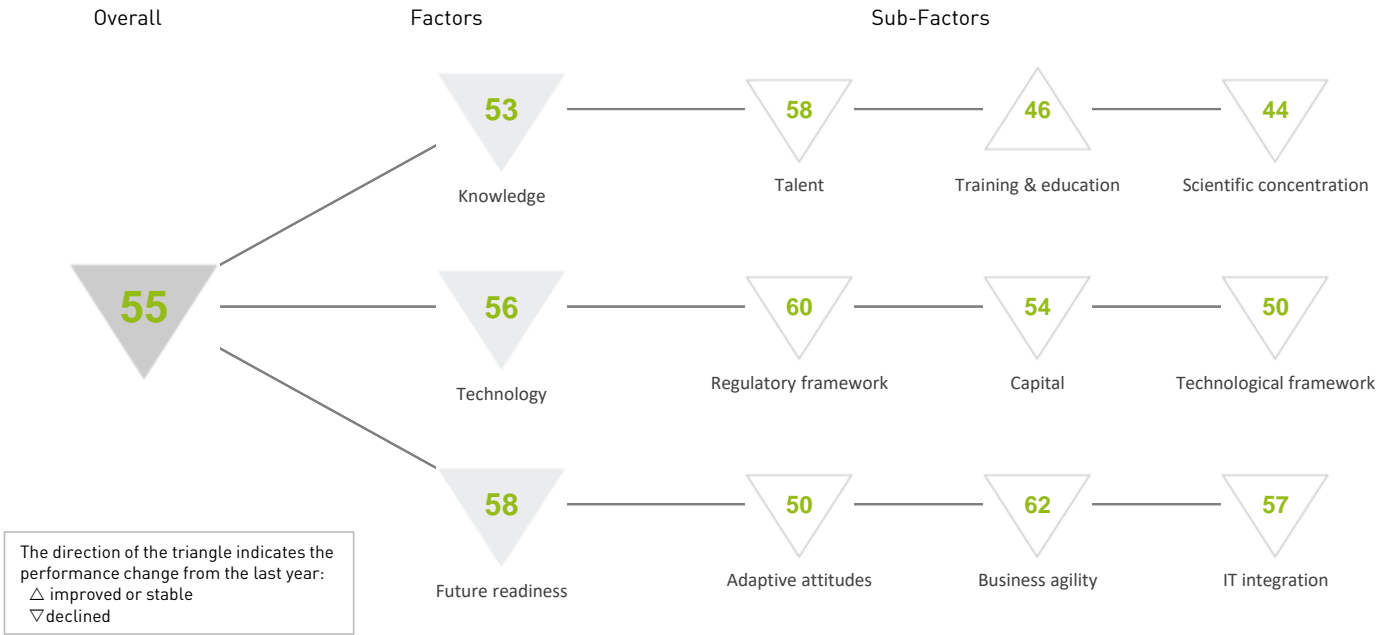 Overall
Factors
Sub-Factors
53
58
46
44
Knowledge
Talent
Training & education
Scientific concentration
55
56
60
54
50
Technology
Regulatory framework
Capital
Technological framework
58
50
62
57
Future readiness
Adaptive attitudes
Business agility
IT integration
The direction of the triangle indicates the
performance change from the last year:
△ improved or stable
▽ declined